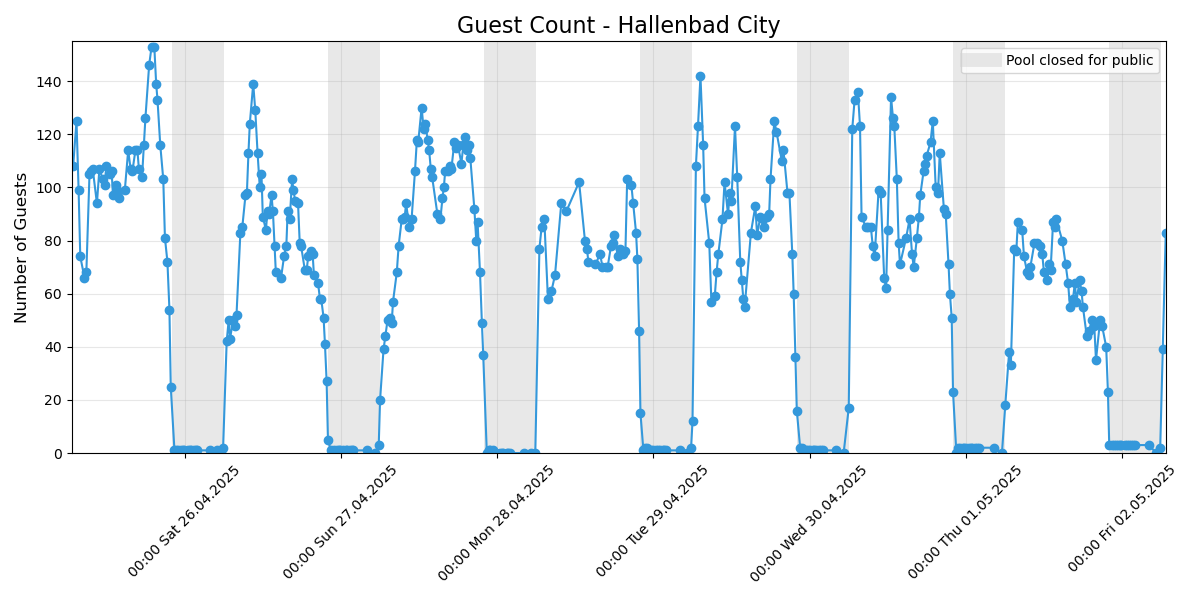 Guest Count - Hallenbad City
Pool closed for public
Number of Guests
140
120
100
80
60
40
20
0
00:00 Sat 26.04.2025
00:00 Sun 27.04.2025
00:00 Mon 28.04.2025
00:00 Tue 29.04.2025
00:00 Wed 30.04.2025
00:00 Thu 01.05.2025
00:00 Fri 02.05.2025